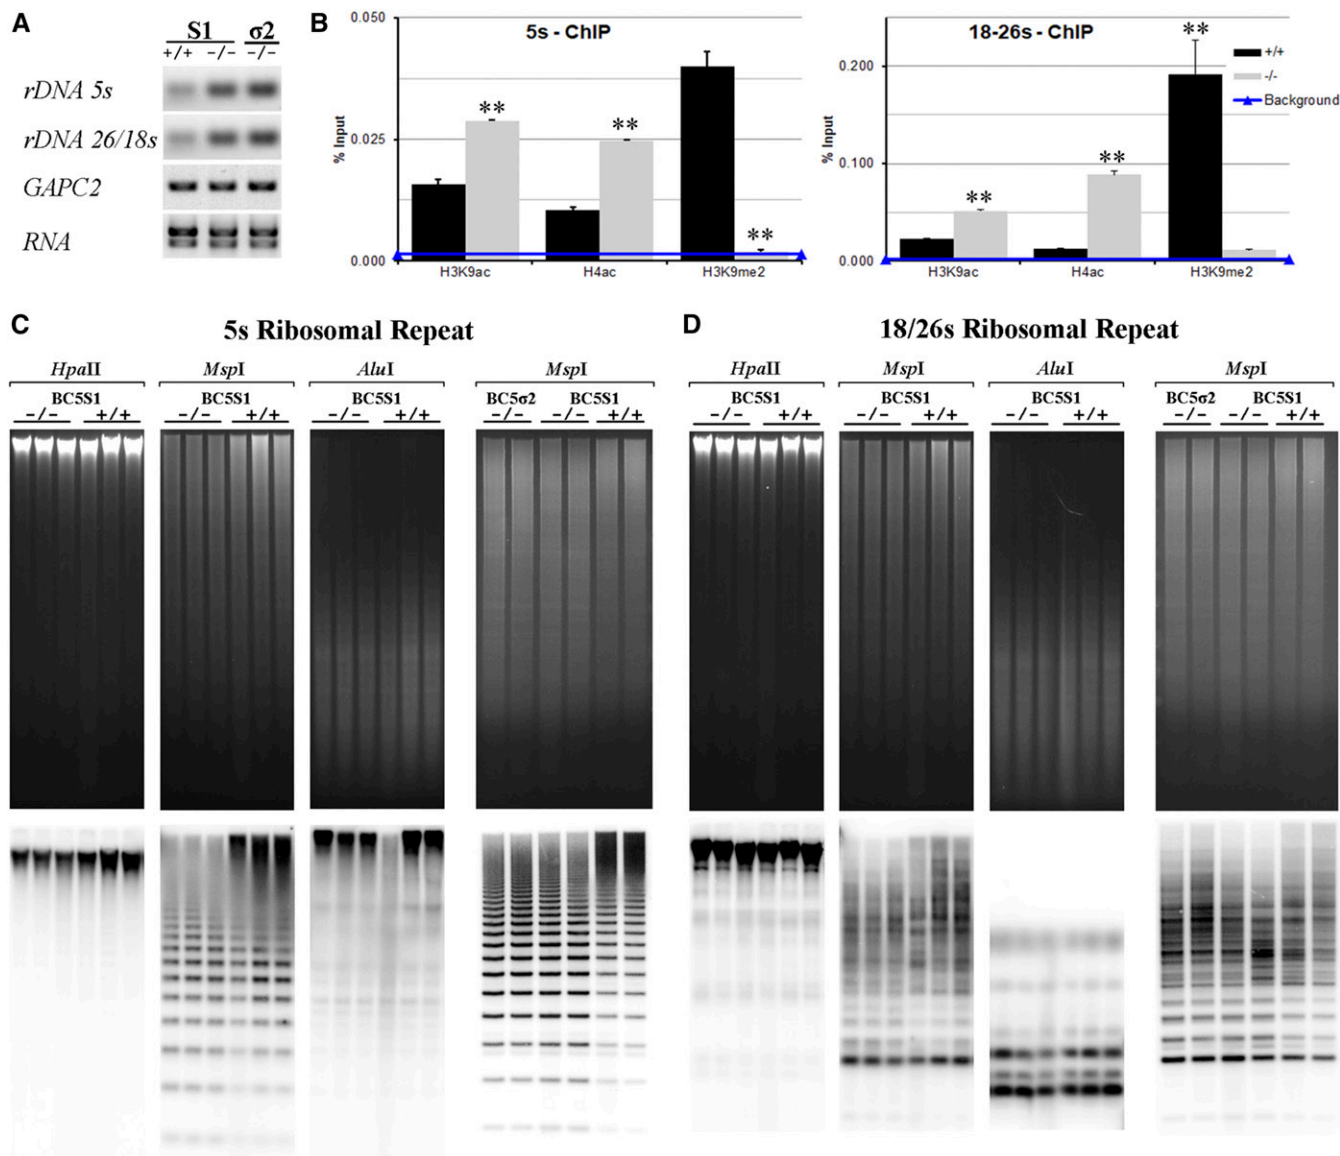 A
S1 σ2
+/+ -/- -/-
rDNA 5s
rDNA 26/18s
GAPC2
RNA
B
5s - ChIP
% Input
0.050
0.025
0.000
**
**
**
H3K9ac H4ac H3K9me2
18-26s - ChIP
% Input
0.200
0.100
0.000
**
**
**
H3K9ac H4ac H3K9me2
+/+
-/-
Background
C
5s Ribosomal Repeat
HpaII MspI AluI MspI
BC5S1 BC5S1 BC5S1 BC5σ2 BC5S1
-/- +/+ -/- +/+ -/- +/+ -/- -/- +/+
D
18/26s Ribosomal Repeat
HpaII MspI AluI MspI
BC5S1 BC5S1 BC5S1 BC5σ2 BC5S1
-/- +/+ -/- +/+ -/- +/+ -/- -/- +/+